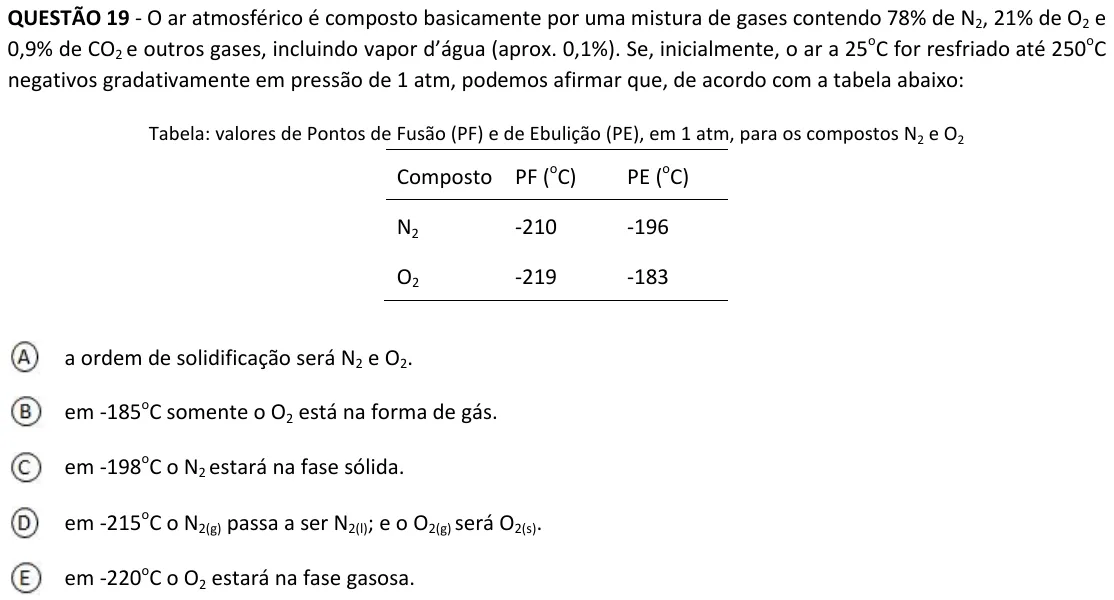 QUESTÃO 19 - O ar atmosférico é composto basicamente por uma mistura de gases contendo 78% de N₂, 21% de O₂ e
0,9% de CO₂ e outros gases, incluindo vapor d’água (aprox. 0,1%). Se, inicialmente, o ar a 25°C for resfriado até 250°C
negativos gradativamente em pressão de 1 atm, podemos afirmar que, de acordo com a tabela abaixo:
Tabela: valores de Pontos de Fusão (PF) e de Ebulição (PE), em 1 atm, para os compostos N₂ e O₂
Composto PF (°C) PE (°C)
N₂ -210 -196
O₂ -219 -183
A a ordem de solidificação será N₂ e O₂.
B em -185°C somente o O₂ está na forma de gás.
C em -198°C o N₂ estará na fase sólida.
D em -215°C o N₂(g) passa a ser N₂(l); e o O₂(g) será O₂(s).
E em -220°C o O₂ estará na fase gasosa.